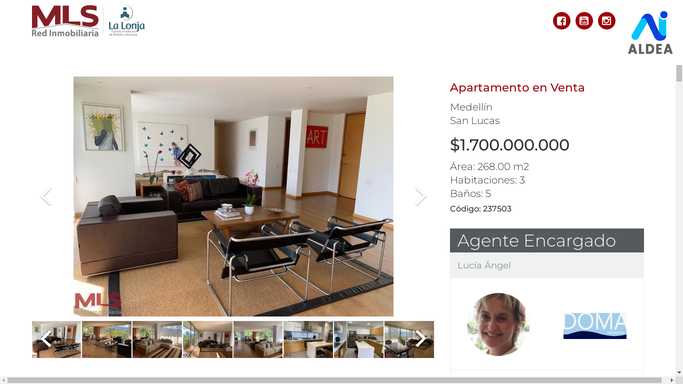 MLS
Red Inmobiliaria
La Lonja
ALDEA
ART
MLS
Apartamento en Venta
Medellín
San Lucas
$1.700.000.000
Área: 268.00 m2
Habitaciones: 3
Baños: 5
Código: 237503
Agente Encargado
Lucía Ángel
DOMA